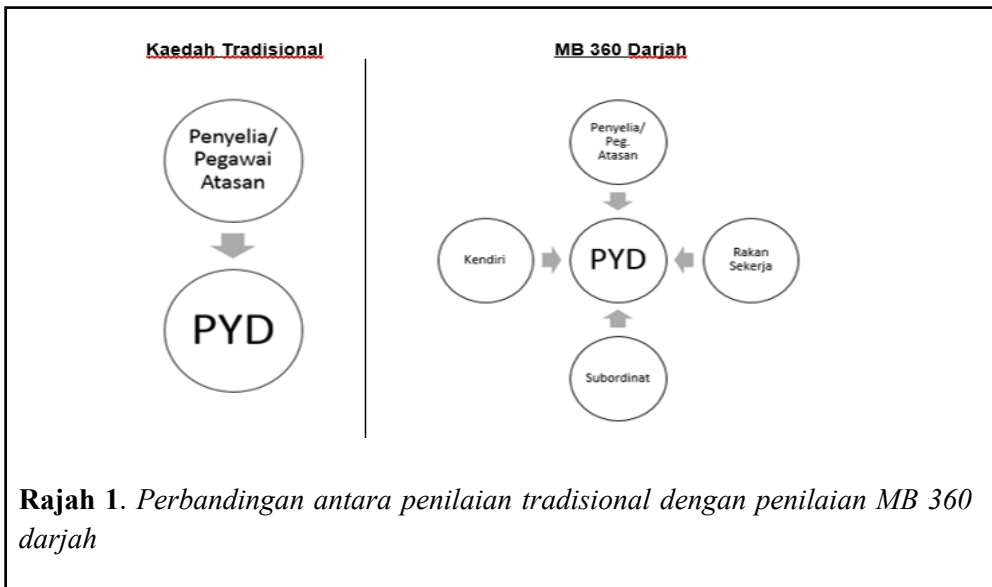 Kaedah Tradisional
Penyelia/
Pegawai
Atasan
PYD
MB 360 Darjah
Penyelia/
Peg.
Atasan
Kendiri
PYD
Rakan
Sekerja
Subordinat
Rajah 1. Perbandingan antara penilaian tradisional dengan penilaian MB 360
darjah